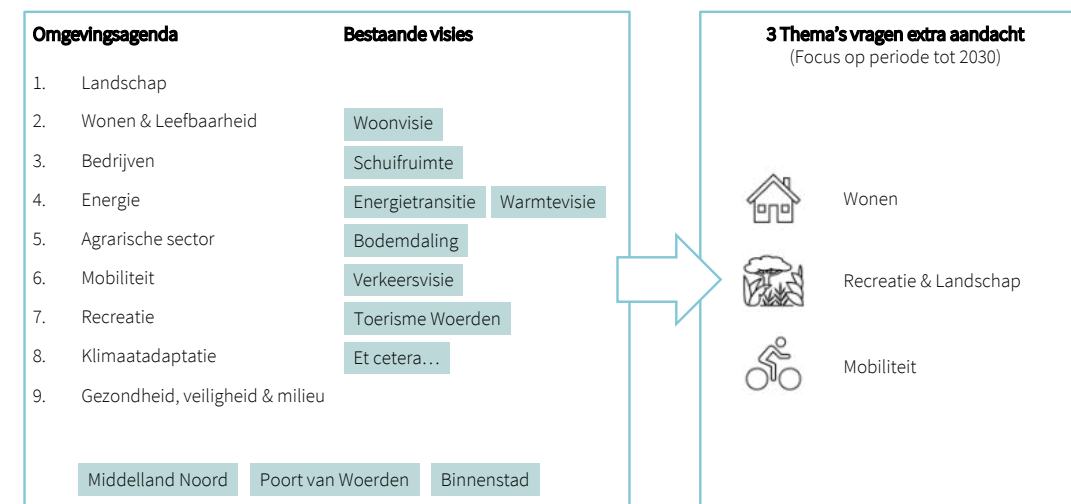 Omgevingsagenda
Bestaande visies
1. Landschap
2. Wonen & Leefbaarheid Woonvisie
3. Bedrijven Schuifruimte
4. Energie Energietransitie Warmtevisie
5. Agrarische sector Bodemdaling
6. Mobiliteit Verkeersvisie
7. Recreatie Toerisme Woerden
8. Klimaatadaptatie Et cetera…
9. Gezondheid, veiligheid & milieu
Middelland Noord Poort van Woerden Binnenstad
3 Thema's vragen extra aandacht
(Focus op periode tot 2030)
Wonen
Recreatie & Landschap
Mobiliteit